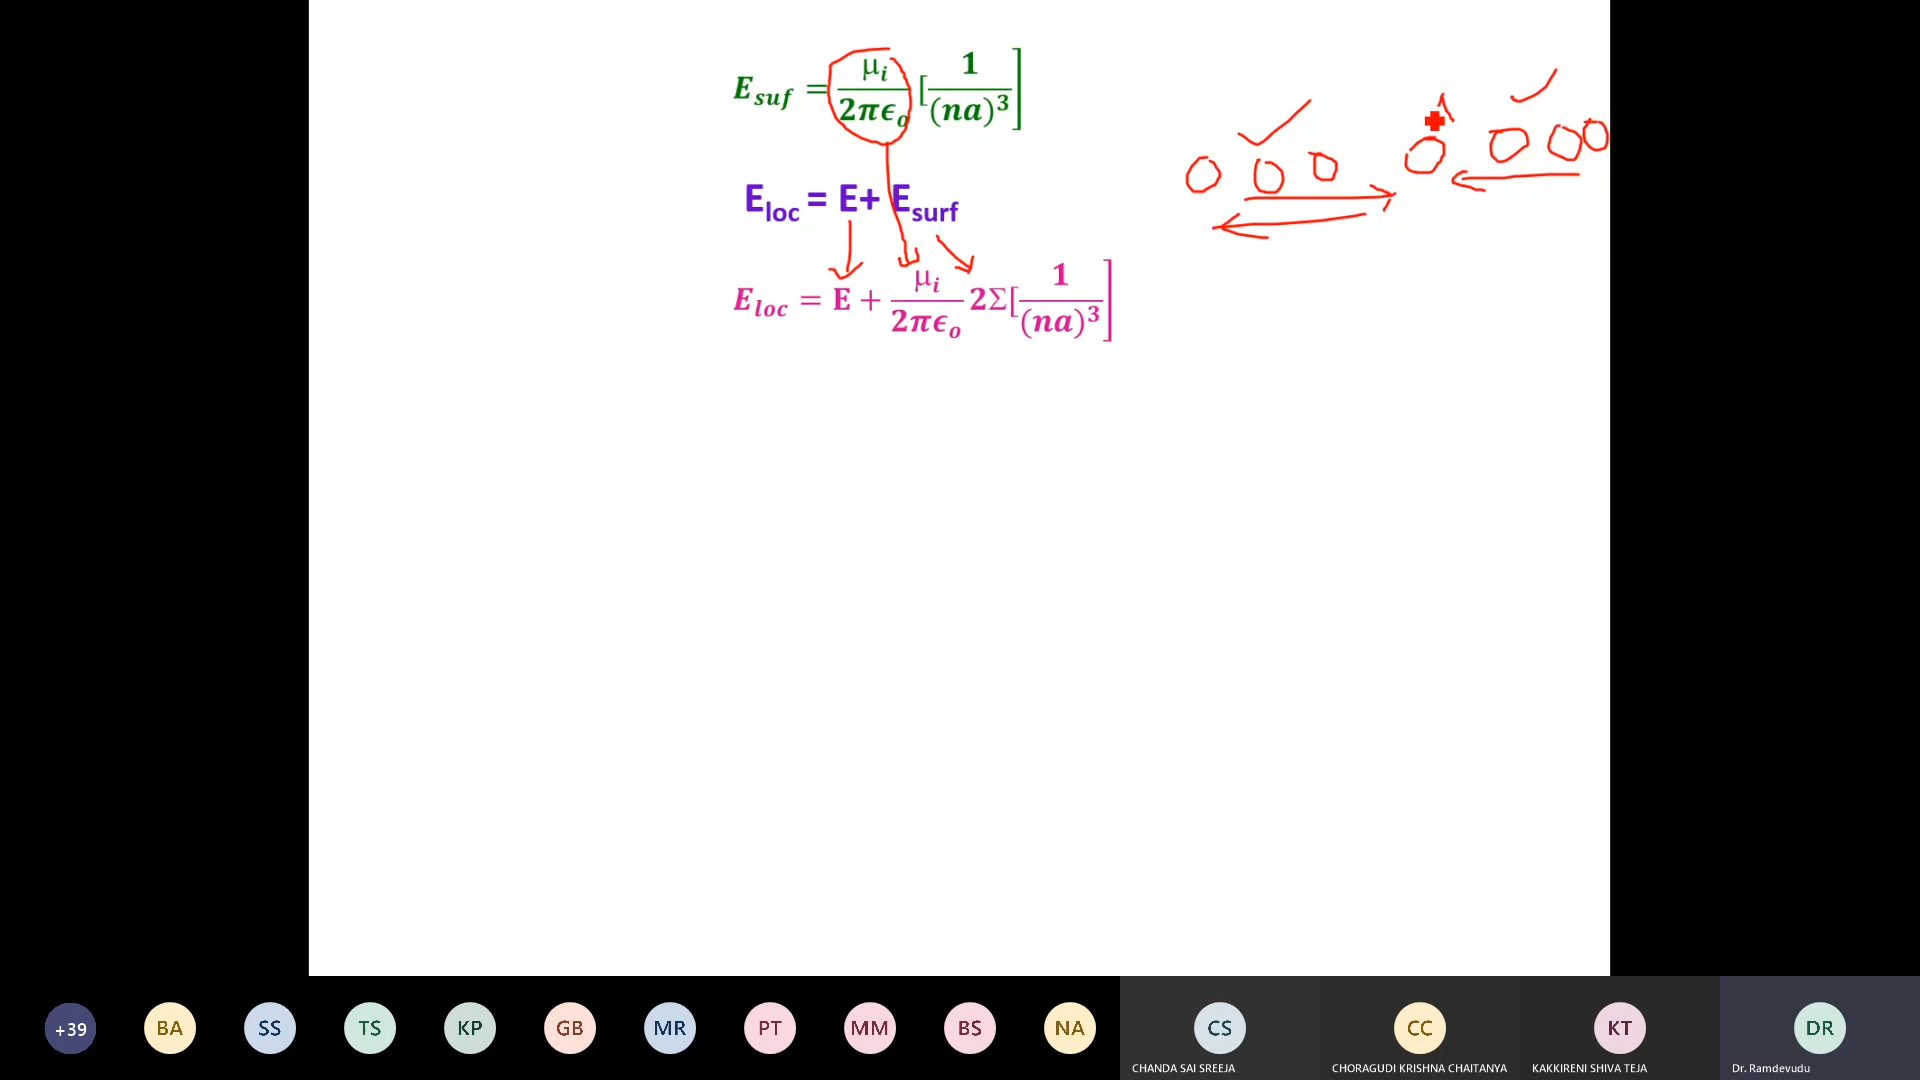 E_suf = μ_i/2πϵ_o [1/(na)^3]
E_loc = E+ E_surf
E_loc = E + μ_i/2πϵ_o 2Σ[1/(na)^3]
+39 BA SS TS KP GB MR PT MM BS NA CS CC KT DR
CHANDA SAI SREEJA CHORAGUDI KRISHNA CHAITANYA KAKKIRENI SHIVA TEJA Dr. Ramdevudu